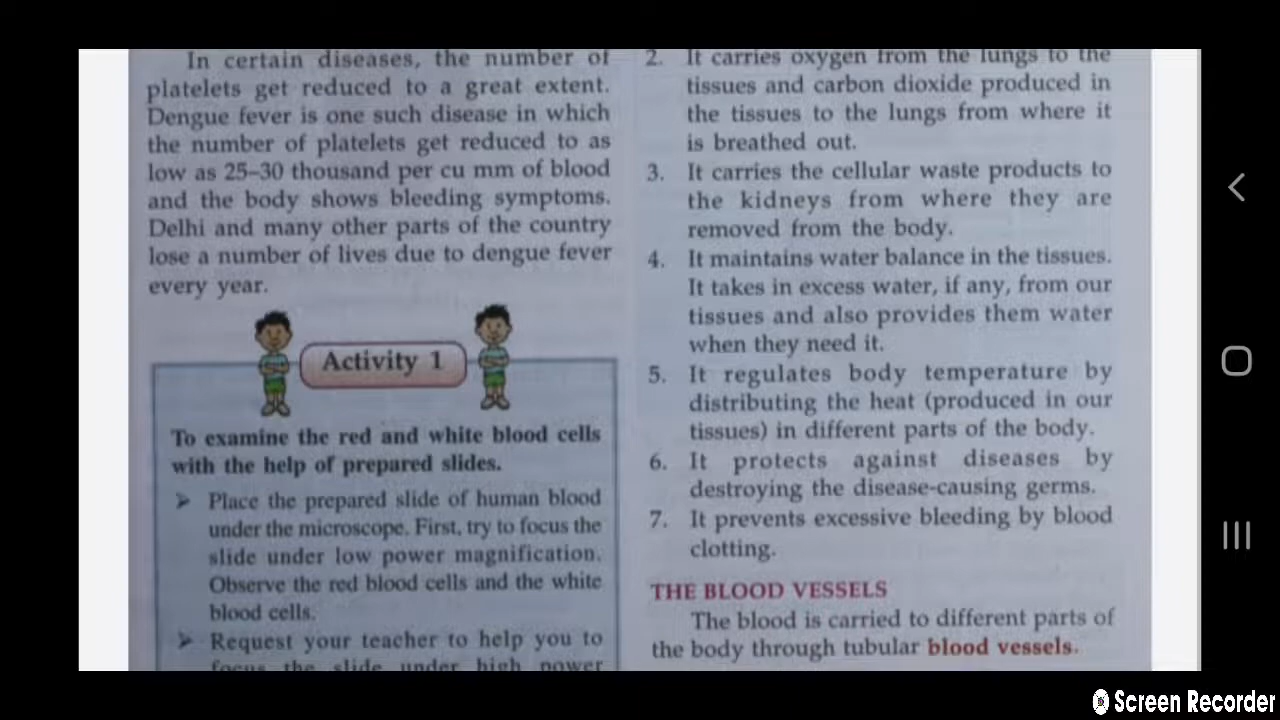 In certain diseases, the number of
platelets get reduced to a great extent.
Dengue fever is one such disease in which
the number of platelets get reduced to as
low as 25–30 thousand per cu mm of blood
and the body shows bleeding symptoms.
Delhi and many other parts of the country
lose a number of lives due to dengue fever
every year.
Activity 1
To examine the red and white blood cells
with the help of prepared slides.
➢ Place the prepared slide of human blood
under the microscope. First, try to focus the
slide under low power magnification.
Observe the red blood cells and the white
blood cells.
➢ Request your teacher to help you to
focus the slide under high power
2. It carries oxygen from the lungs to the
tissues and carbon dioxide produced in
the tissues to the lungs from where it
is breathed out.
3. It carries the cellular waste products to
the kidneys from where they are
removed from the body.
4. It maintains water balance in the tissues.
It takes in excess water, if any, from our
tissues and also provides them water
when they need it.
5. It regulates body temperature by
distributing the heat (produced in our
tissues) in different parts of the body.
6. It protects against diseases by
destroying the disease-causing germs.
7. It prevents excessive bleeding by blood
clotting.
THE BLOOD VESSELS
The blood is carried to different parts of
the body through tubular blood vessels.
Screen Recorder